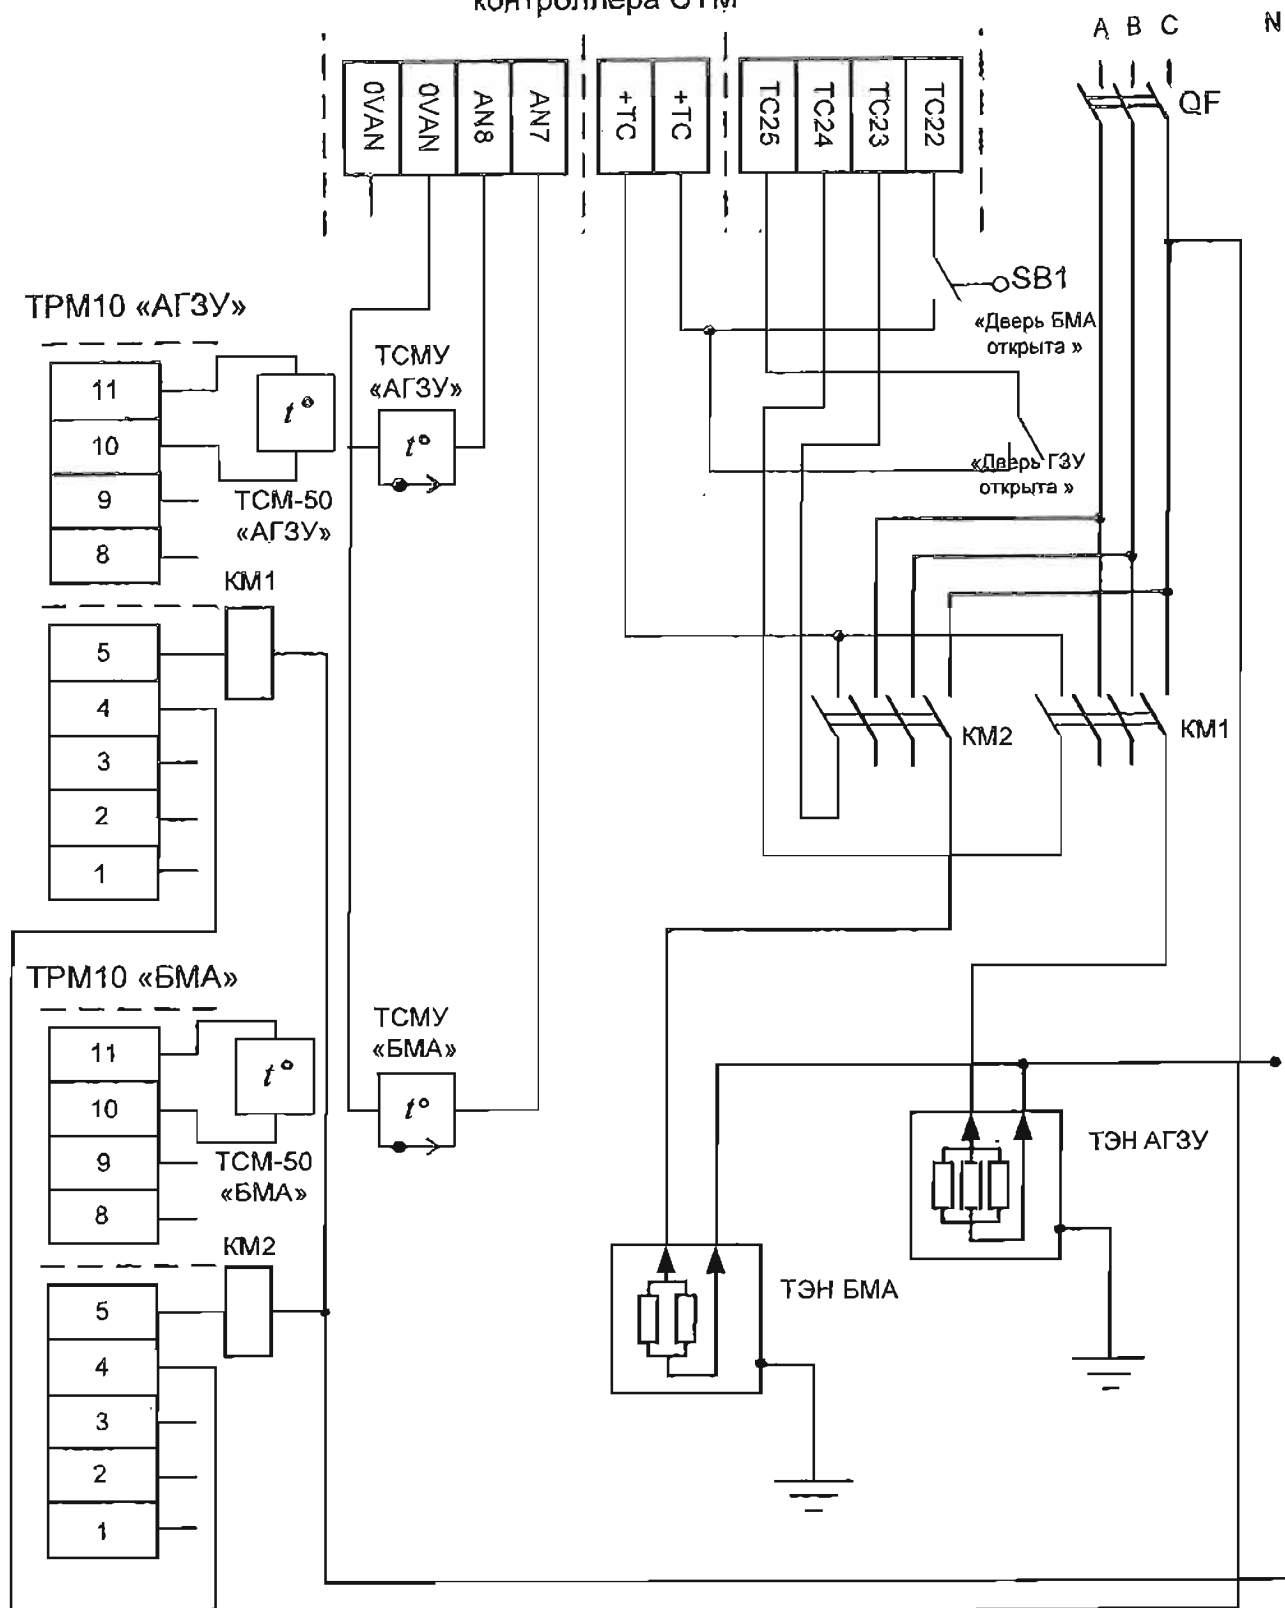 контроллера СТМ
A B C N
QF
0VAN
0VAN
AN8
AN7
+TC
+TC
TC25
TC24
TC23
TC22
SB1
«Дверь БМА
открыта »
«Дверь ГЗУ
открыта »
ТРМ10 «АГЗУ»
11
10
9
8
t°
ТСМ-50
«АГЗУ»
ТСМУ
«АГЗУ»
t°
КМ1
5
4
3
2
1
КМ2
КМ1
ТРМ10 «БМА»
11
10
9
8
t°
ТСМ-50
«БМА»
ТСМУ
«БМА»
t°
КМ2
5
4
3
2
1
ТЭН АГЗУ
ТЭН БМА